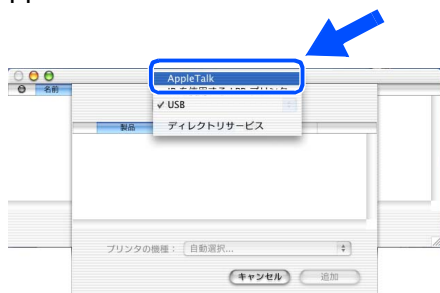 AppleTalk
名前
✓ USB
製品
ディレクトリサービス
プリンタの機種：
自動選択...
キャンセル
追加